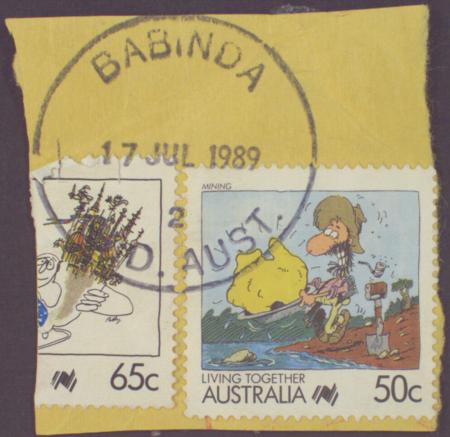 BABINDA
17 JUL 1989
2
D. AUST.
MINING
65c
LIVING TOGETHER
AUSTRALIA
50c